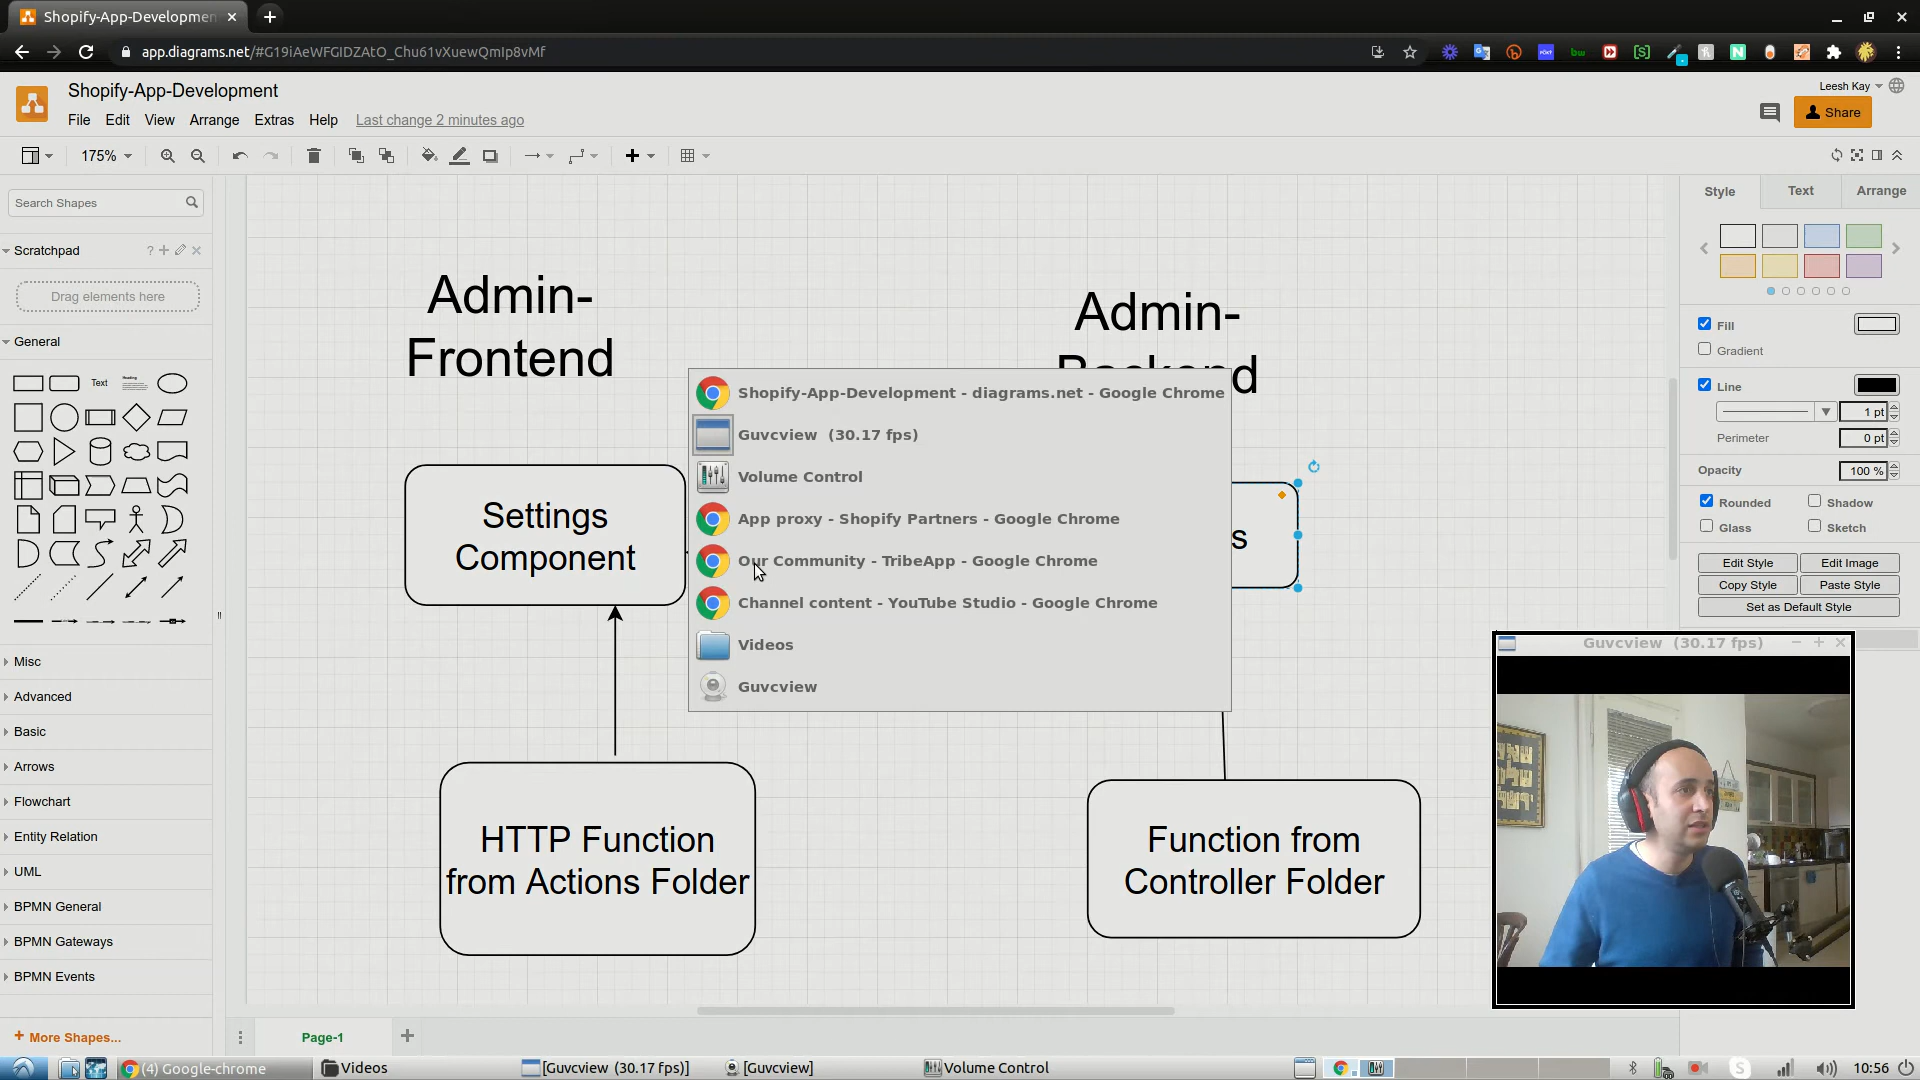 Shopify-App-Development
app.diagrams.net/#G19iAeWFGIDZAtO_Chu61vXuewQmIp8vMf
Shopify-App-Development
Leesh Kay
File Edit View Arrange Extras Help Last change 2 minutes ago
Share
175%
Search Shapes
Style Text Arrange
Scratchpad
Drag elements here
General
Text
Heading
Misc
Advanced
Basic
Arrows
Flowchart
Entity Relation
UML
BPMN General
BPMN Gateways
BPMN Events
+ More Shapes...
Admin-
Frontend
Admin-
Settings
Component
HTTP Function
from Actions Folder
Function from
Controller Folder
Shopify-App-Development - diagrams.net - Google Chrome
Guvcview (30.17 fps)
Volume Control
App proxy - Shopify Partners - Google Chrome
Our Community - TribeApp - Google Chrome
Channel content - YouTube Studio - Google Chrome
Videos
Guvcview
Fill
Gradient
Line
1 pt
Perimeter
0 pt
Opacity
100 %
Rounded Shadow
Glass Sketch
Edit Style Edit Image
Copy Style Paste Style
Set as Default Style
Guvcview (30.17 fps)
Page-1
(4) Google-chrome
Videos
[Guvcview (30.17 fps)]
[Guvcview]
Volume Control
10:56